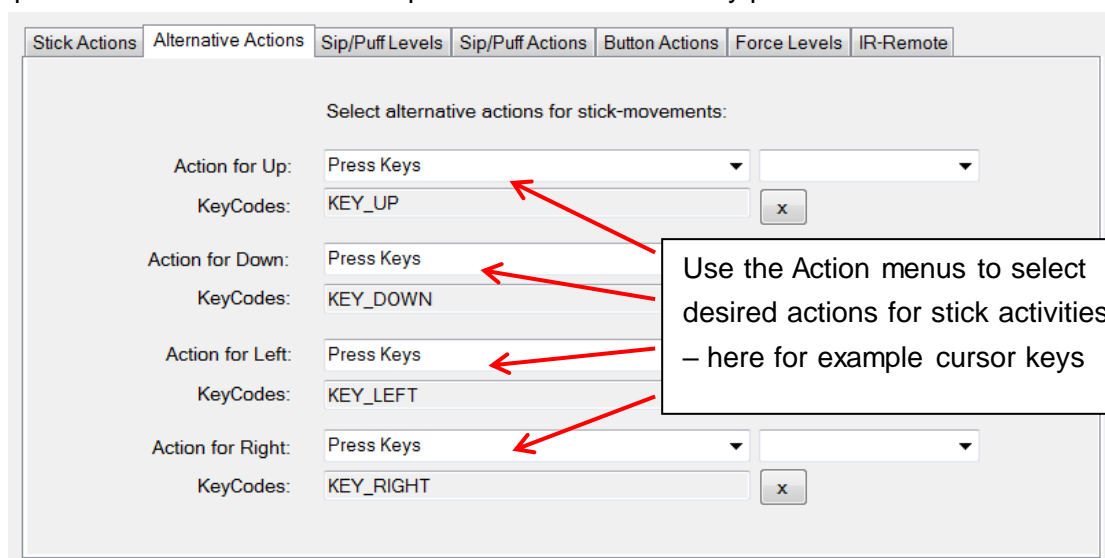 Stick Actions Alternative Actions Sip/Puff Levels Sip/Puff Actions Button Actions Force Levels IR-Remote
Select alternative actions for stick-movements:
Action for Up: Press Keys
KeyCodes: KEY_UP x
Action for Down: Press Keys
KeyCodes: KEY_DOWN
Action for Left: Press Keys
KeyCodes: KEY_LEFT
Action for Right: Press Keys
KeyCodes: KEY_RIGHT x
Use the Action menus to select
desired actions for stick activities
– here for example cursor keys